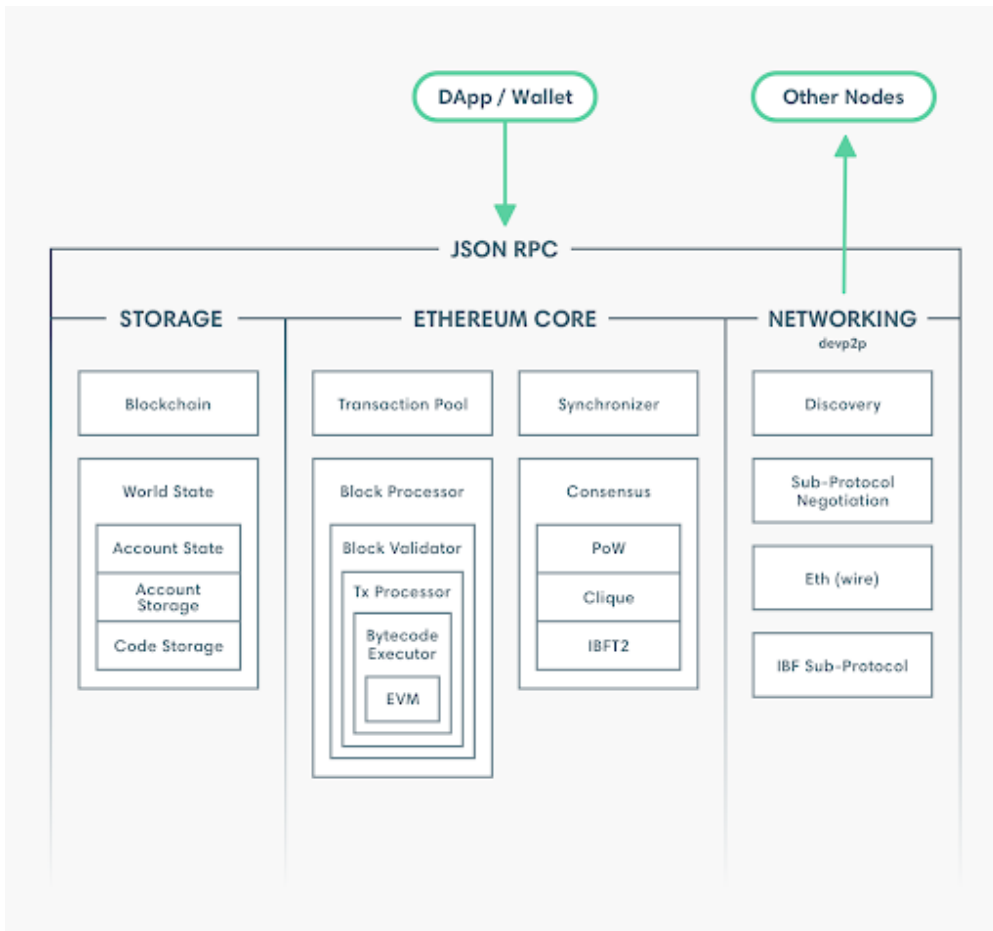 DApp / Wallet
Other Nodes
JSON RPC
STORAGE
ETHEREUM CORE
NETWORKING
devp2p
Blockchain
Transaction Pool
Synchronizer
Discovery
World State
Account State
Account
Storage
Code Storage
Block Processor
Block Validator
Tx Processor
Bytecode
Executor
EVM
Consensus
PoW
Clique
IBFT2
Sub-Protocol
Negotiation
Eth (wire)
IBF Sub-Protocol